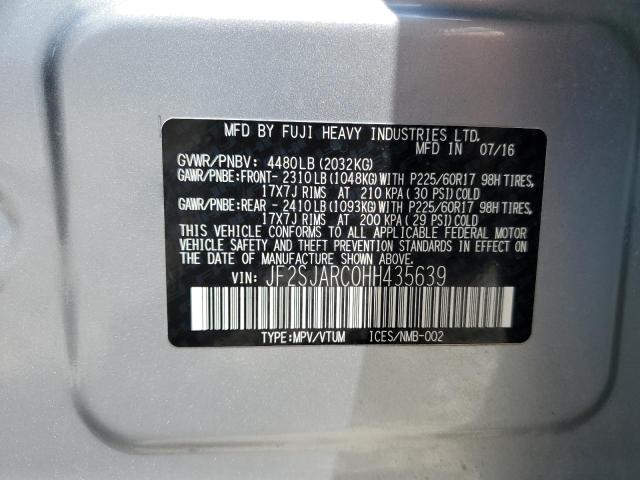 MFD BY FUJI HEAVY INDUSTRIES LTD.
MFD IN 07/16
GVWR/PNBV: 4480LB (2032KG)
GAWR/PNBE:FRONT- 2310LB (1048KG) WITH P225/60R17 98H TIRES,
17X7J RIMS AT 210 KPA (30 PSI) COLD
GAWR/PNBE:REAR - 2410LB (1093KG) WITH P225/60R17 98H TIRES,
17X7J RIMS AT 200 KPA (29 PSI) COLD
THIS VEHICLE CONFORMS TO ALL APPLICABLE FEDERAL MOTOR
VEHICLE SAFETY AND THEFT PREVENTION STANDARDS IN EFFECT ON
THE DATE OF MANUFACTURE SHOWN ABOVE.
VIN: JF2SJARC0HH435639
TYPE:MPV/VTUM ICES/NMB-002